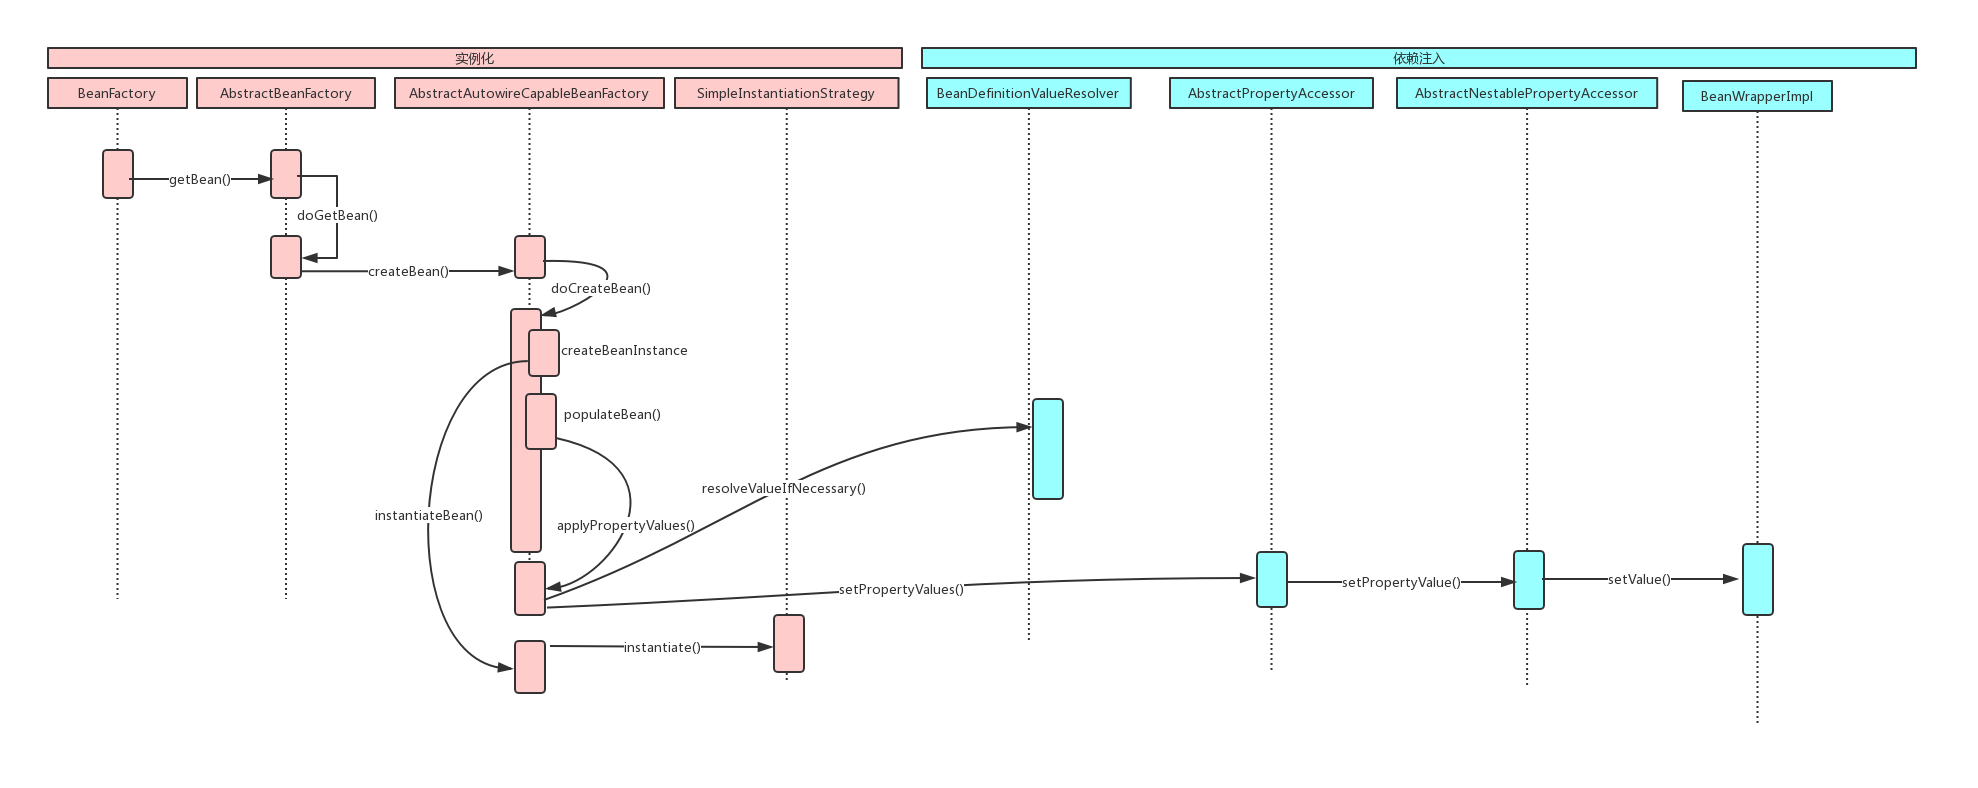 实例化
依赖注入
BeanFactory
AbstractBeanFactory
AbstractAutowireCapableBeanFactory
SimpleInstantiationStrategy
BeanDefinitionValueResolver
AbstractPropertyAccessor
AbstractNestablePropertyAccessor
BeanWrapperImpl
getBean()
doGetBean()
createBean()
doCreateBean()
createBeanInstance
populateBean()
resolveValueIfNecessary()
instantiateBean()
applyPropertyValues()
setPropertyValues()
setPropertyValue()
setValue()
instantiate()